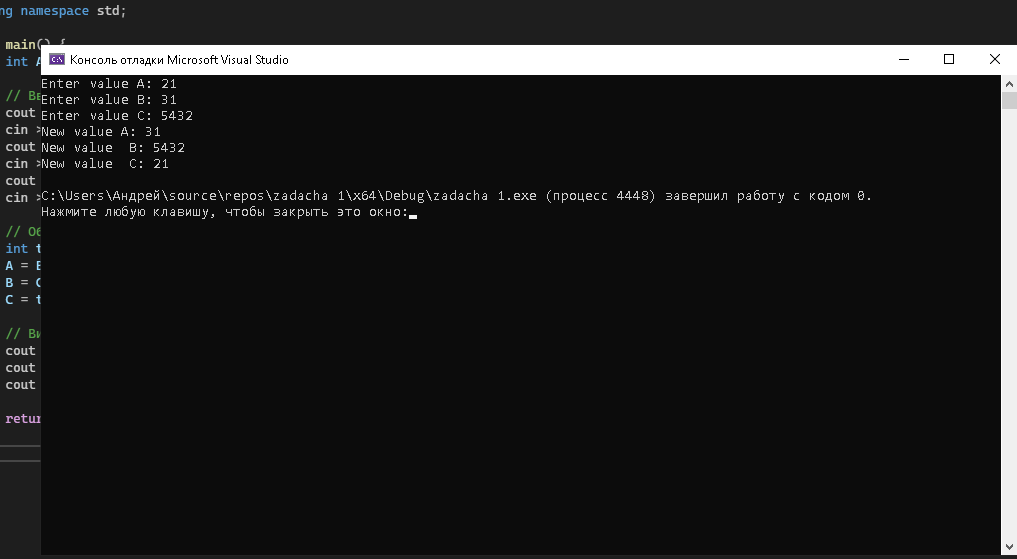 ng namespace std;
main() {
int A
Консоль отладки Microsoft Visual Studio
Enter value A: 21
Enter value B: 31
Enter value C: 5432
New value A: 31
New value  B: 5432
New value  C: 21
C:\Users\Андрей\source\repos\zadacha 1\x64\Debug\zadacha 1.exe (процесс 4448) завершил работу с кодом 0.
Нажмите любую клавишу, чтобы закрыть это окно:
//
cout
cin >
cout
cin >
cout
cin >
// Об
int t
A =
B =
C = t
// Ви
cout
cout
cout
retur